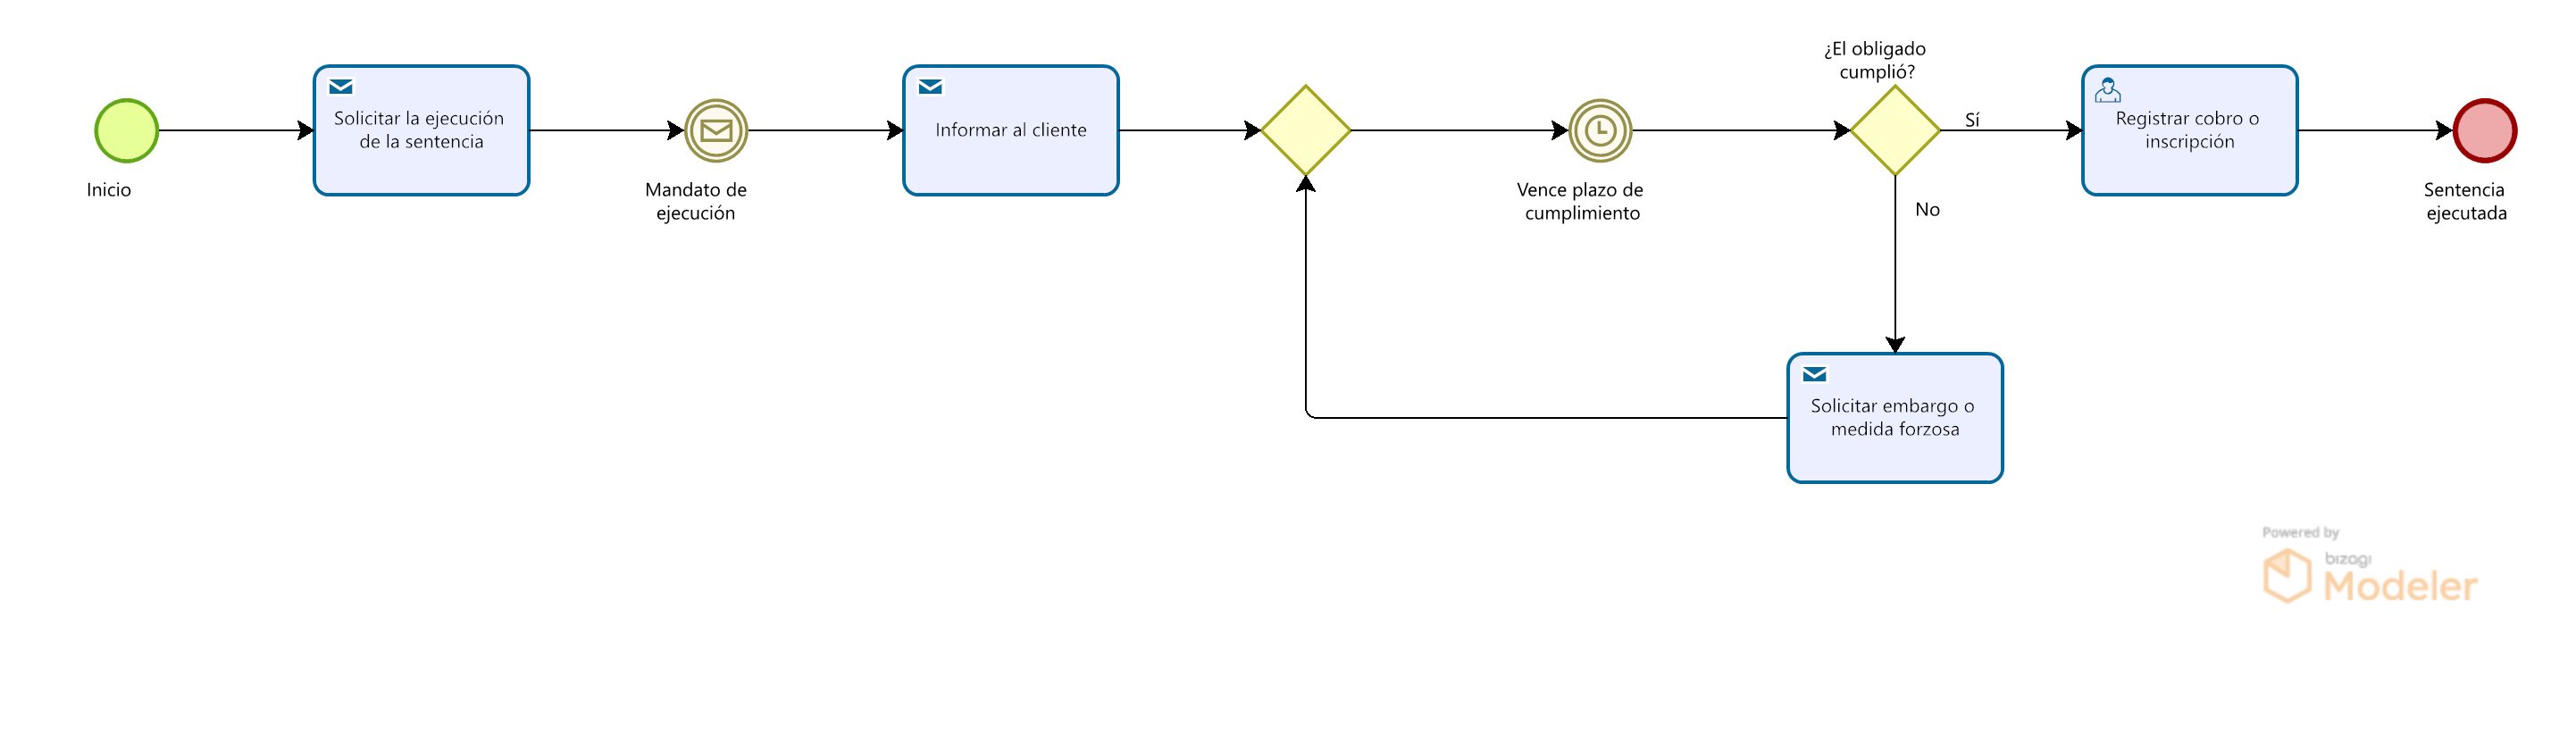 Inicio
Solicitar la ejecución
de la sentencia
Mandato de
ejecución
Informar al cliente
Vence plazo de
cumplimiento
¿El obligado
cumplió?
Sí
No
Solicitar embargo o
medida forzosa
Registrar cobro o
inscripción
Sentencia
ejecutada
Powered by
bizagi
Modeler